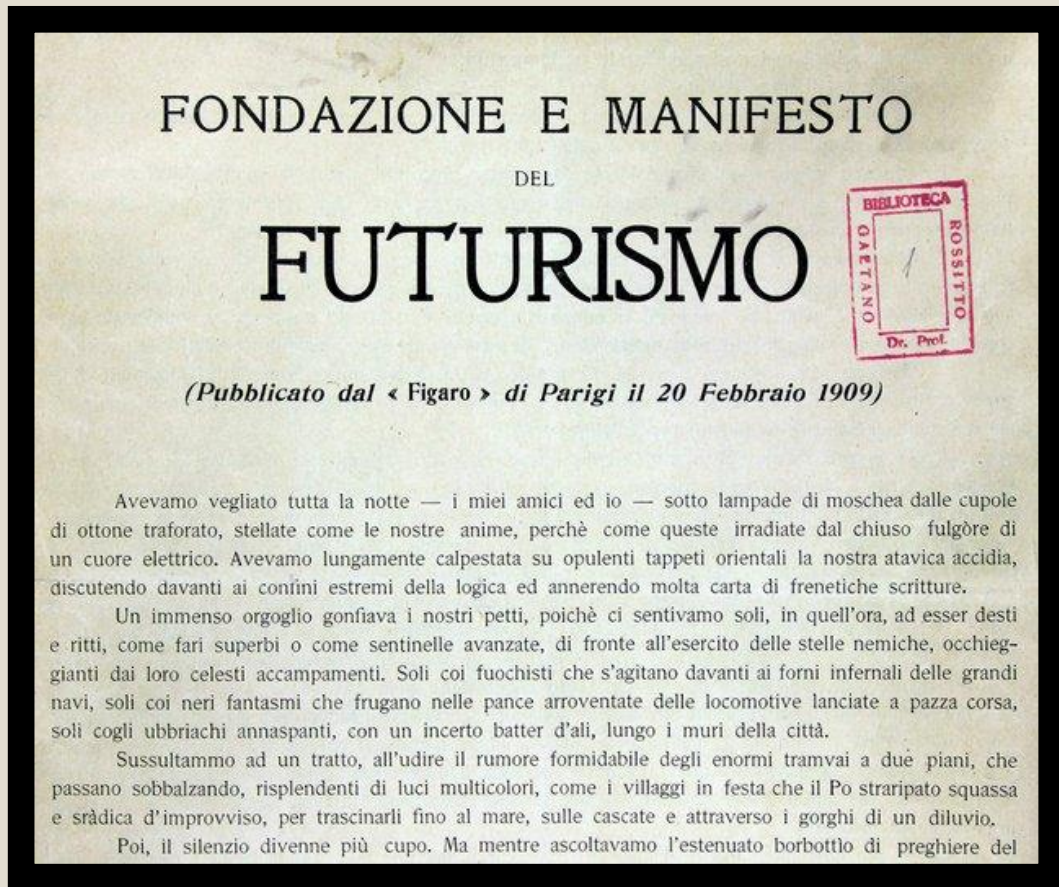 FONDAZIONE E MANIFESTO
DEL
FUTURISMO
BIBLIOTECA
GAETANO
1
ROSSITTO
Dr. Prof.
(Pubblicato dal « Figaro » di Parigi il 20 Febbraio 1909)
Avevamo vegliato tutta la notte — i miei amici ed io — sotto lampade di moschea dalle cupole
di ottone traforato, stellate come le nostre anime, perchè come queste irradiate dal chiuso fulgòre di
un cuore elettrico. Avevamo lungamente calpestata su opulenti tappeti orientali la nostra atavica accidia,
discutendo davanti ai confini estremi della logica ed annerendo molta carta di frenetiche scritture.
Un immenso orgoglio gonfiava i nostri petti, poichè ci sentivamo soli, in quell'ora, ad esser desti
e ritti, come fari superbi o come sentinelle avanzate, di fronte all'esercito delle stelle nemiche, occhieg-
gianti dai loro celesti accampamenti. Soli coi fuochisti che s'agitano davanti ai forni infernali delle grandi
navi, soli coi neri fantasmi che frugano nelle pance arroventate delle locomotive lanciate a pazza corsa,
soli cogli ubbriachi annaspanti, con un incerto batter d'ali, lungo i muri della città.
Sussultammo ad un tratto, all'udire il rumore formidabile degli enormi tramvai a due piani, che
passano sobbalzando, risplendenti di luci multicolori, come i villaggi in festa che il Po straripato squassa
e sràdica d'improvviso, per trascinarli fino al mare, sulle cascate e attraverso i gorghi di un diluvio.
Poi, il silenzio divenne più cupo. Ma mentre ascoltavamo l'estenuato borbottìo di preghiere del